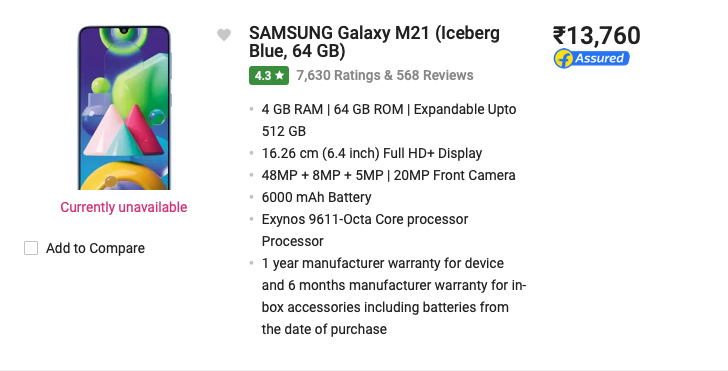 SAMSUNG Galaxy M21 (Iceberg
Blue, 64 GB)
4.3★ 7,630 Ratings & 568 Reviews
4 GB RAM | 64 GB ROM | Expandable Upto
512 GB
16.26 cm (6.4 inch) Full HD+ Display
48MP + 8MP + 5MP | 20MP Front Camera
6000 mAh Battery
Exynos 9611-Octa Core processor
Processor
1 year manufacturer warranty for device
and 6 months manufacturer warranty for in-
box accessories including batteries from
the date of purchase
₹13,760
f Assured
Currently unavailable
Add to Compare